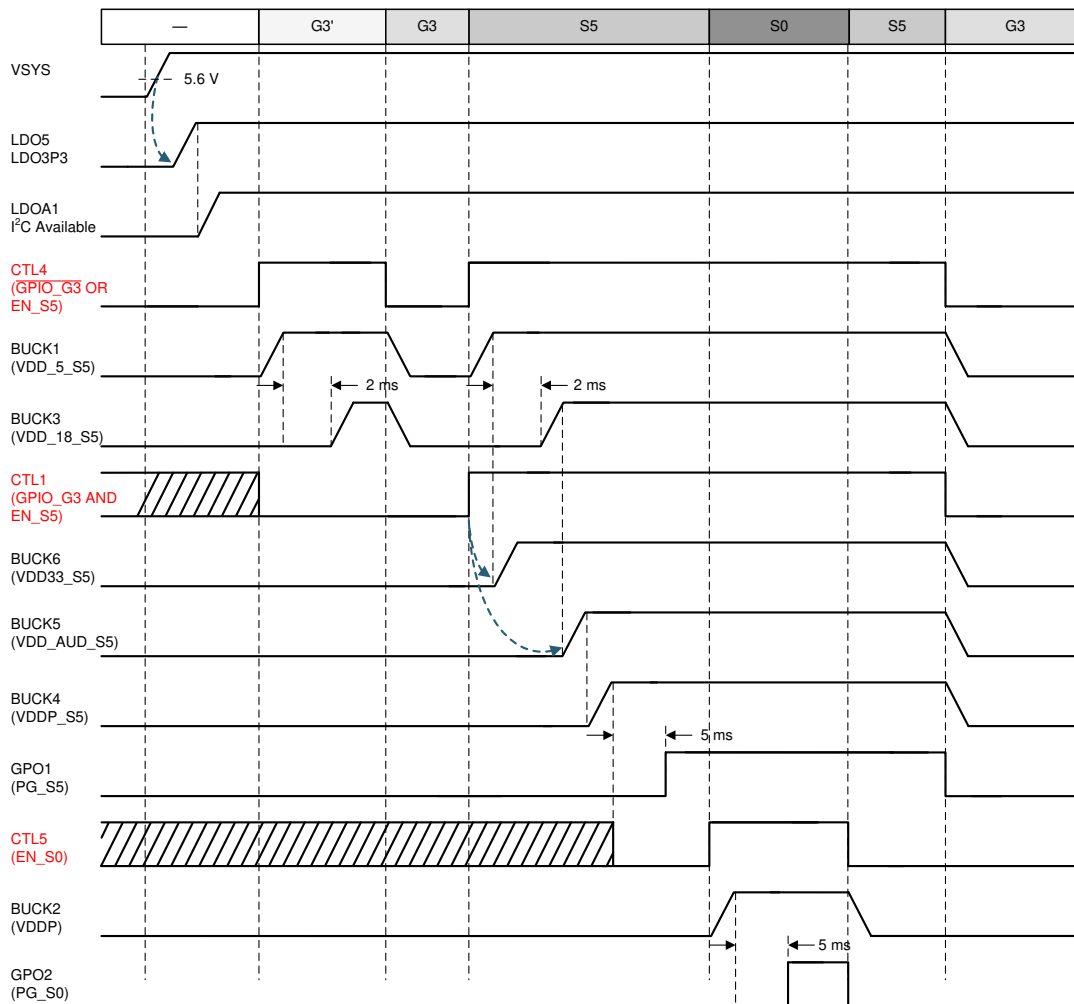 — G3' G3 S5 S0 S5 G3
VSYS
5.6 V
LDO5
LDO3P3
LDOA1
I²C Available
CTL4
(GPIO_G3 OR
EN_S5)
BUCK1
(VDD_5_S5)
2 ms 2 ms
BUCK3
(VDD_18_S5)
CTL1
(GPIO_G3 AND
EN_S5)
BUCK6
(VDD33_S5)
BUCK5
(VDD_AUD_S5)
BUCK4
(VDDP_S5)
5 ms
GPO1
(PG_S5)
CTL5
(EN_S0)
BUCK2
(VDDP)
5 ms
GPO2
(PG_S0)